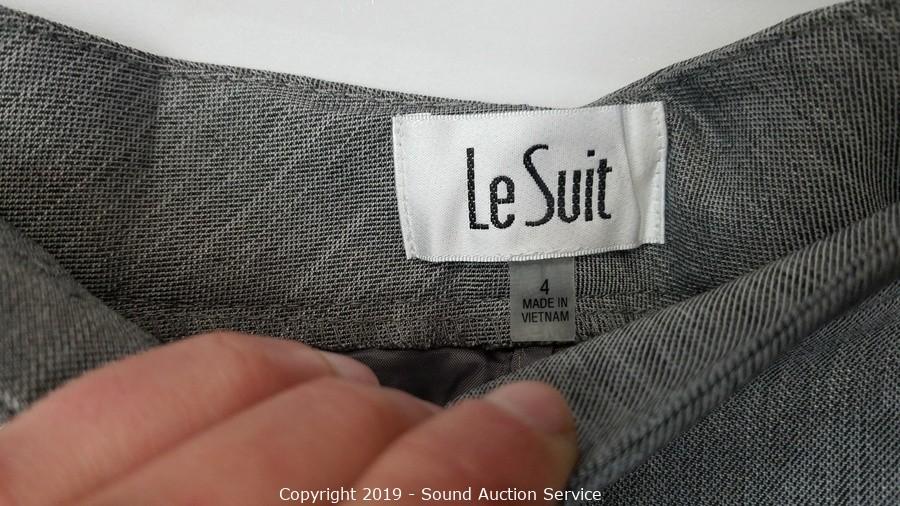 Le Suit
4
MADE IN
VIETNAM
Copyright 2019 - Sound Auction Service